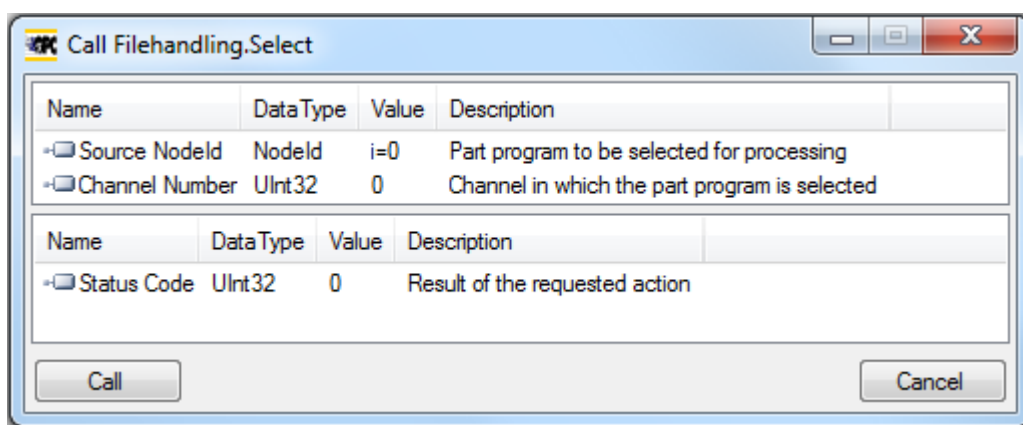 Call Filehandling.Select
Name DataType Value Description
Source NodeId NodeId i=0 Part program to be selected for processing
Channel Number UInt32 0 Channel in which the part program is selected
Name DataType Value Description
Status Code UInt32 0 Result of the requested action
Call Cancel